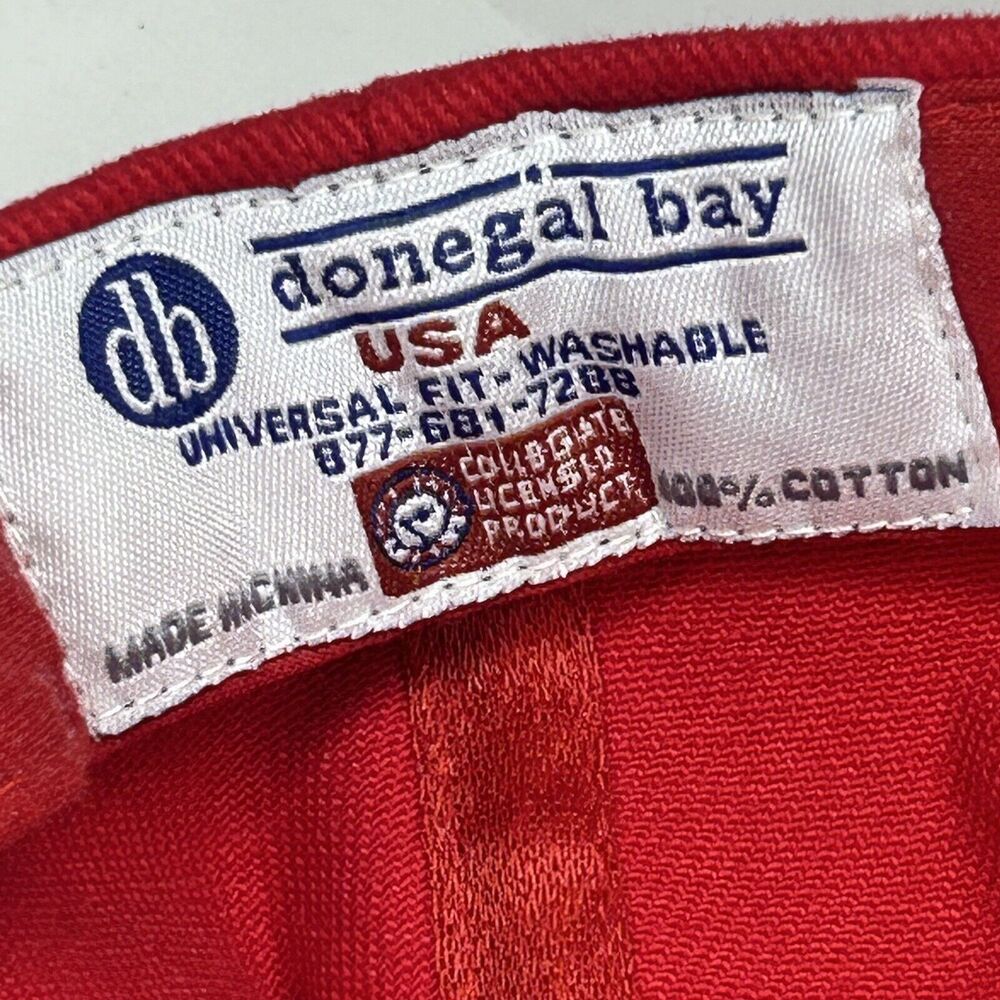 db
donegal bay
USA
UNIVERSAL FIT-WASHABLE
877-681-7288
COLLEGIATE
LICENSED
PRODUCT
100% COTTON
MADE IN CHINA